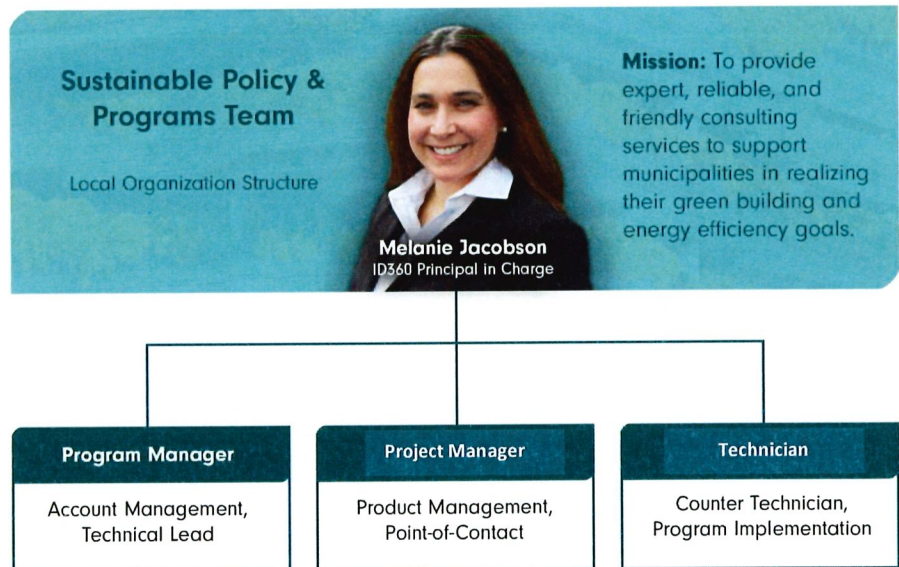 Sustainable Policy &
Programs Team
Local Organization Structure
Mission: To provide
expert, reliable, and
friendly consulting
services to support
municipalities in realizing
their green building and
energy efficiency goals.
Melanie Jacobson
ID360 Principal in Charge
Program Manager
Account Management,
Technical Lead
Project Manager
Product Management,
Point-of-Contact
Technician
Counter Technician,
Program Implementation